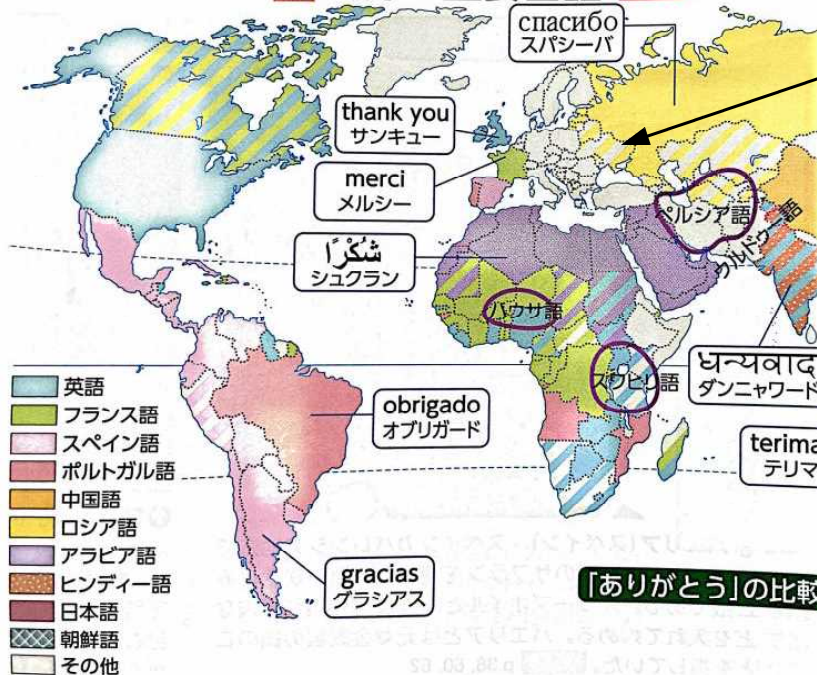 спасибо
スパシーバ
thank you
サンキュー
merci
メルシー
شُكْرًا
シュクラン
ペルシア語
ウルドゥー語
ハウサ語
スワヒリ語
धन्यवाद
ダンニャワード
obrigado
オブリガード
terima
テリマ
gracias
グラシアス
英語
フランス語
スペイン語
ポルトガル語
中国語
ロシア語
アラビア語
ヒンディー語
日本語
朝鮮語
その他
「ありがとう」の比較